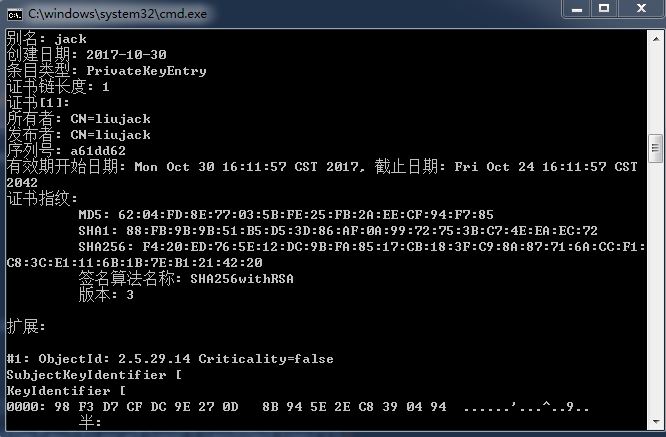 C:\windows\system32\cmd.exe
别名: jack
创建日期: 2017-10-30
条目类型: PrivateKeyEntry
证书链长度: 1
证书[1]:
所有者: CN=liujack
发布者: CN=liujack
序列号: a61dd62
有效期开始日期: Mon Oct 30 16:11:57 CST 2017, 截止日期: Fri Oct 24 16:11:57 CST
2042
证书指纹:
MD5: 62:04:FD:8E:77:03:5B:FE:25:FB:2A:EE:CF:94:F7:85
SHA1: 88:FB:9B:9B:51:B5:D5:3D:86:AF:0A:99:72:75:3B:C7:4E:EA:EC:72
SHA256: F4:20:ED:76:5E:12:DC:9B:FA:85:17:CB:18:3F:C9:8A:87:71:6A:CC:F1:
C8:3C:E1:11:6B:1B:7E:B1:21:42:20
签名算法名称: SHA256withRSA
版本: 3
扩展:
#1: ObjectId: 2.5.29.14 Criticality=false
SubjectKeyIdentifier [
KeyIdentifier [
0000: 98 F3 D7 CF DC 9E 27 0D   8B 94 5E 2E C8 39 04 94  ......'...^..9..
半: